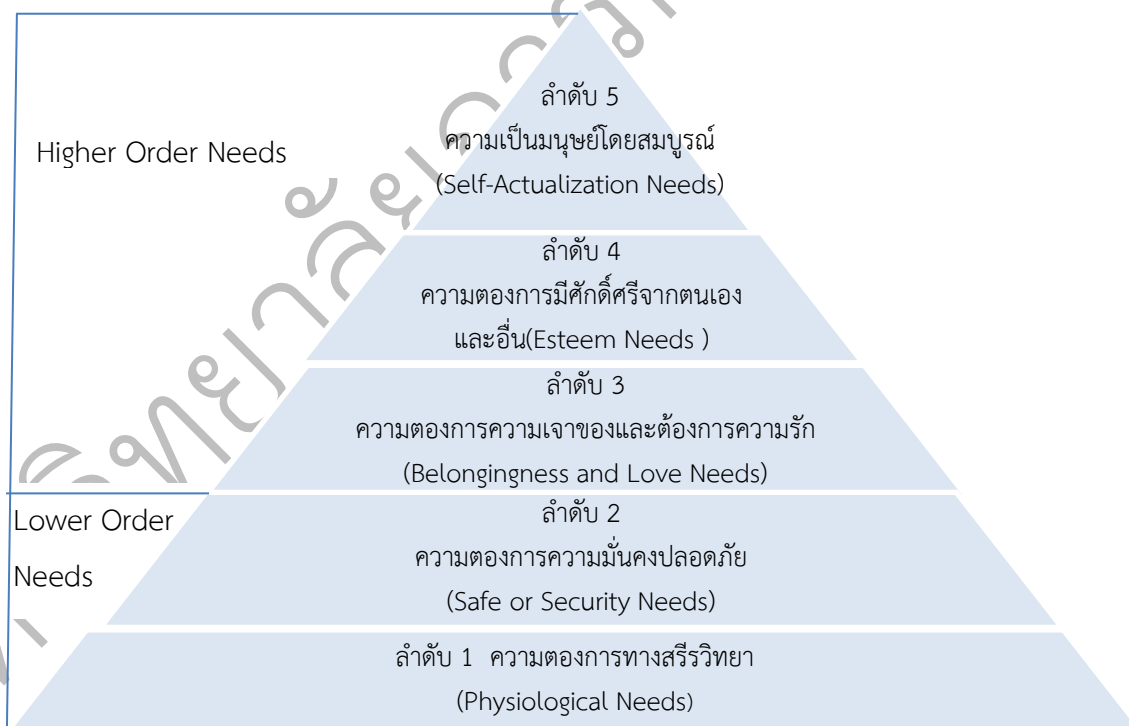 ลำดับ 5
ความเป็นมนุษย์โดยสมบูรณ์
(Self-Actualization Needs)
Higher Order Needs
ลำดับ 4
ความตองการมีศักดิ์ศรีจากตนเอง
และอื่น(Esteem Needs )
ลำดับ 3
ความตองการความเจาของและต้องการความรัก
(Belongingness and Love Needs)
Lower Order
Needs
ลำดับ 2
ความตองการความมั่นคงปลอดภัย
(Safe or Security Needs)
ลำดับ 1 ความตองการทางสรีรวิทยา
(Physiological Needs)